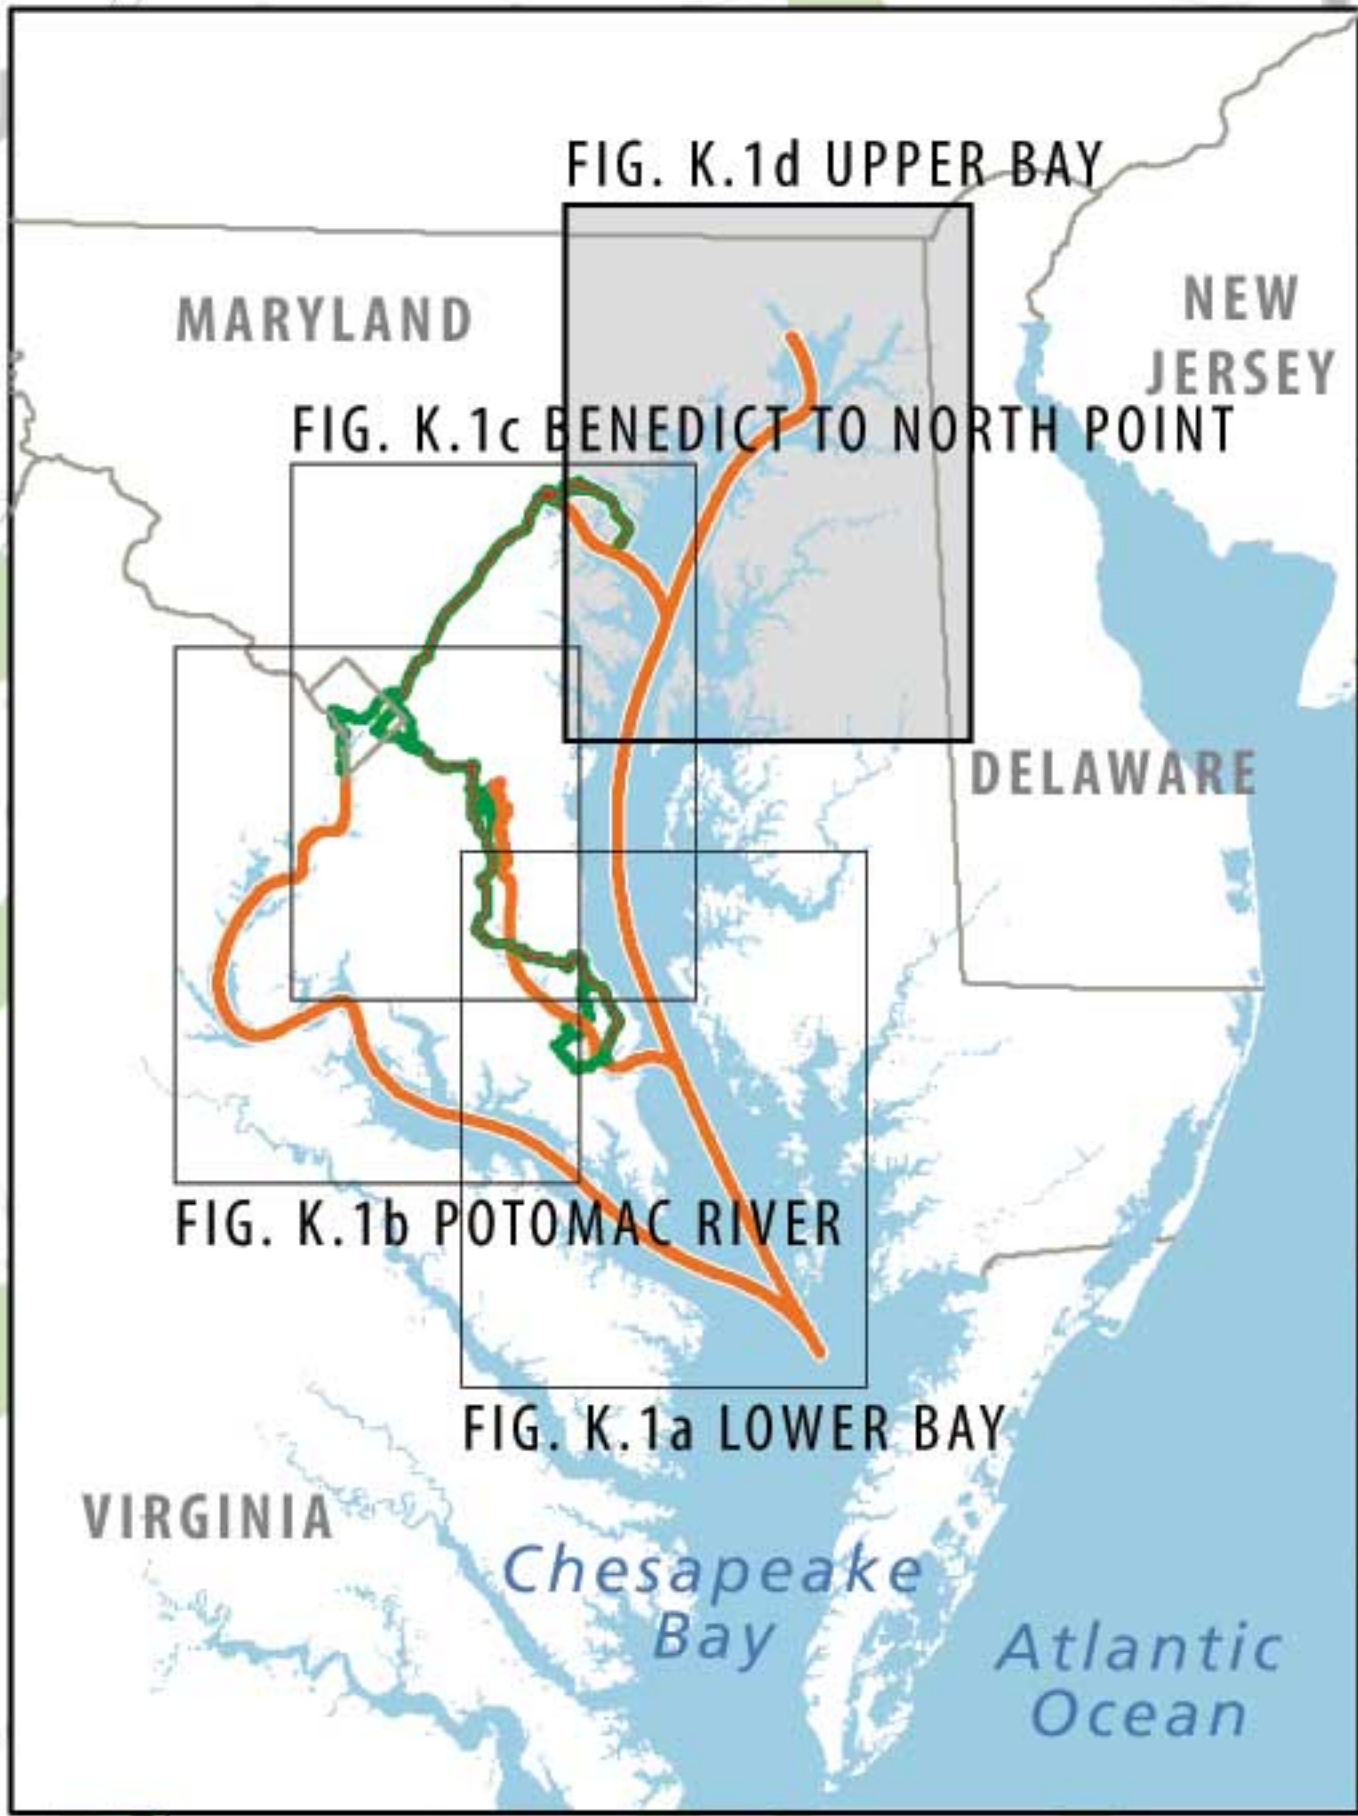 FIG. K.1d UPPER BAY
MARYLAND
NEW
JERSEY
FIG. K.1c BENEDICT TO NORTH POINT
DELAWARE
FIG. K.1b POTOMAC RIVER
FIG. K.1a LOWER BAY
VIRGINIA
Chesapeake
Bay
Atlantic
Ocean